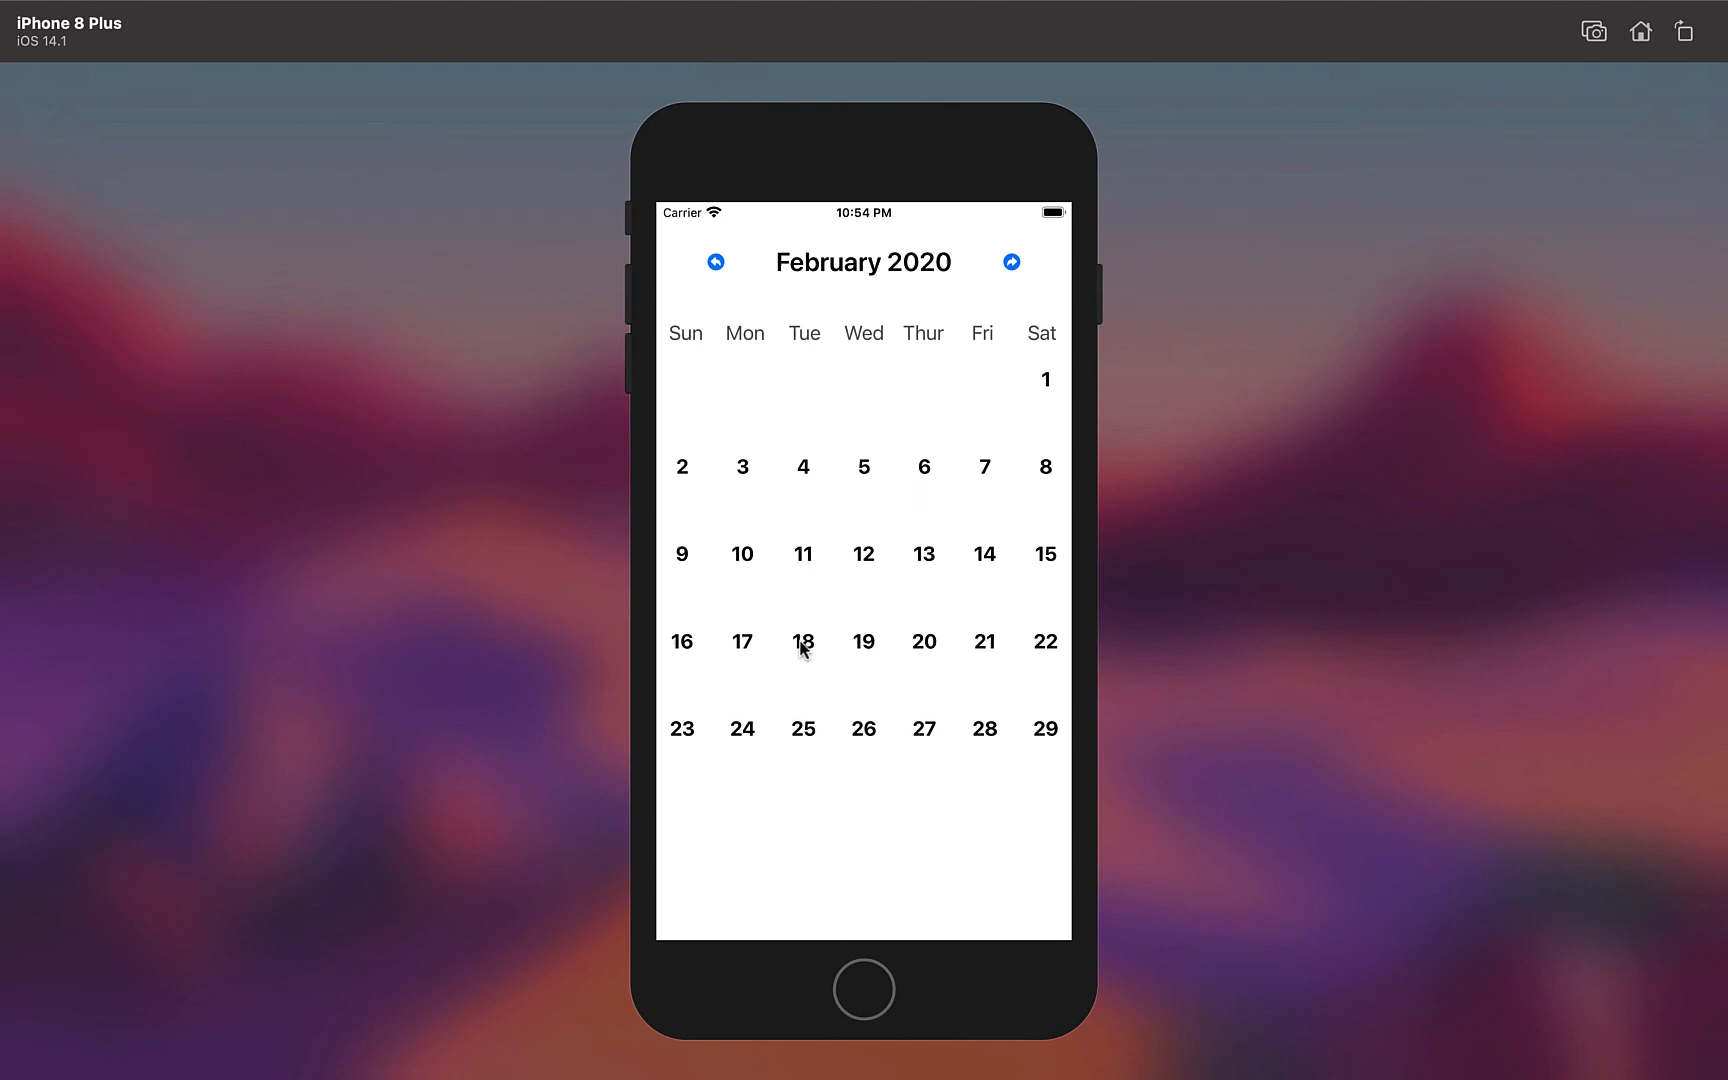 iPhone 8 Plus
iOS 14.1
Carrier 10:54 PM
February 2020
Sun Mon Tue Wed Thur Fri Sat
1
2 3 4 5 6 7 8
9 10 11 12 13 14 15
16 17 18 19 20 21 22
23 24 25 26 27 28 29